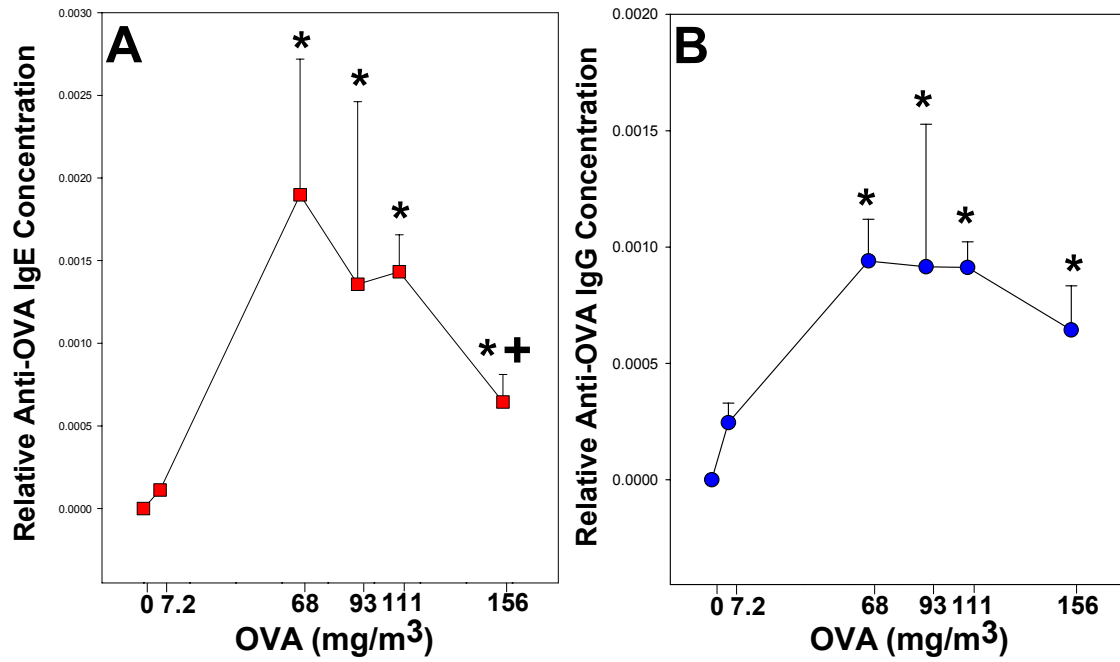 A
Relative Anti-OVA IgE Concentration
0.0030
0.0025
0.0020
0.0015
0.0010
0.0005
0.0000
*
*
*
*+
0 7.2 68 93 111 156
OVA (mg/m³)
B
Relative Anti-OVA IgG Concentration
0.0020
0.0015
0.0010
0.0005
0.0000
*
*
*
*
0 7.2 68 93 111 156
OVA (mg/m³)